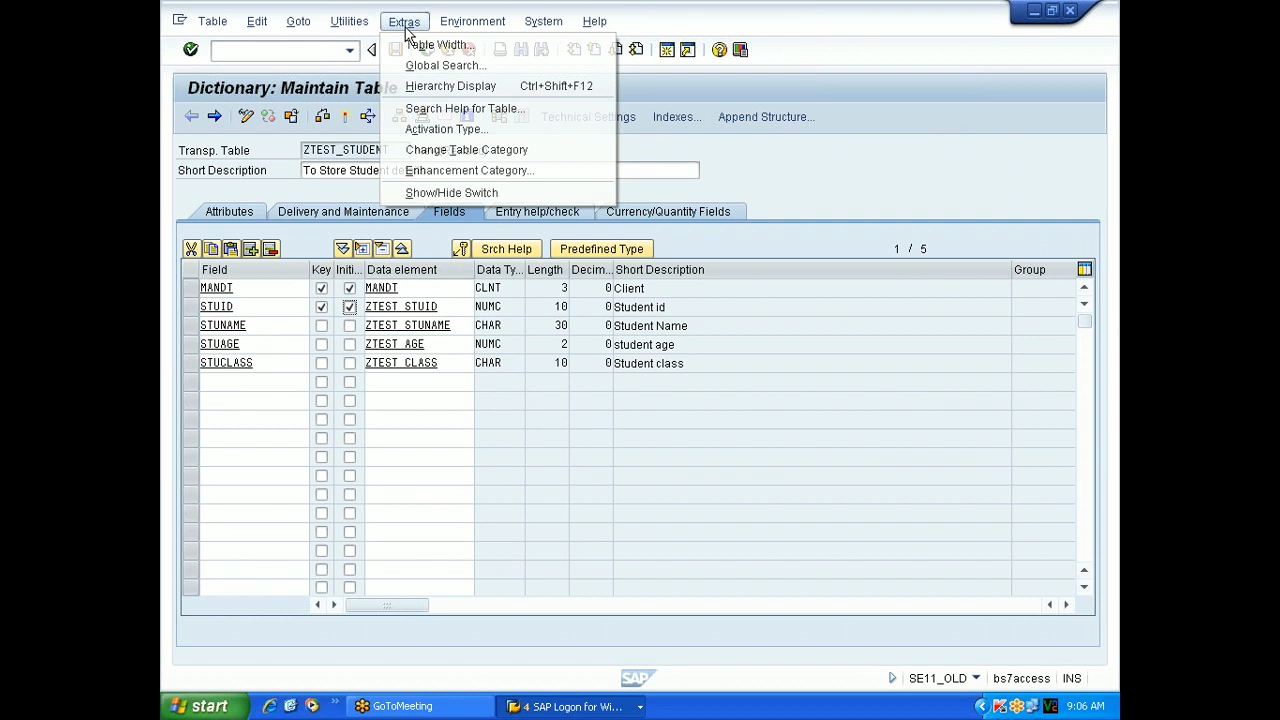 Table Edit Goto Utilities Extras Environment System Help
Table Width...
Global Search...
Hierarchy Display Ctrl+Shift+F12
Search Help for Table...
Activation Type...
Change Table Category
Enhancement Category...
Show/Hide Switch
Dictionary: Maintain Table
Technical Settings Indexes... Append Structure...
Transp. Table ZTEST_STUDENT
Short Description To Store Student de
Attributes Delivery and Maintenance Fields Entry help/check Currency/Quantity Fields
Srch Help Predefined Type 1 / 5
Field Key Initi... Data element Data Ty... Length Decim... Short Description Group
MANDT MANDT CLNT 3 0 Client
STUID ZTEST_STUID NUMC 10 0 Student id
STUNAME ZTEST_STUNAME CHAR 30 0 Student Name
STUAGE ZTEST_AGE NUMC 2 0 student age
STUCLASS ZTEST_CLASS CHAR 10 0 Student class
SAP SE11_OLD bs7access INS
start » GoToMeeting 4 SAP Logon for Wi... 9:06 AM